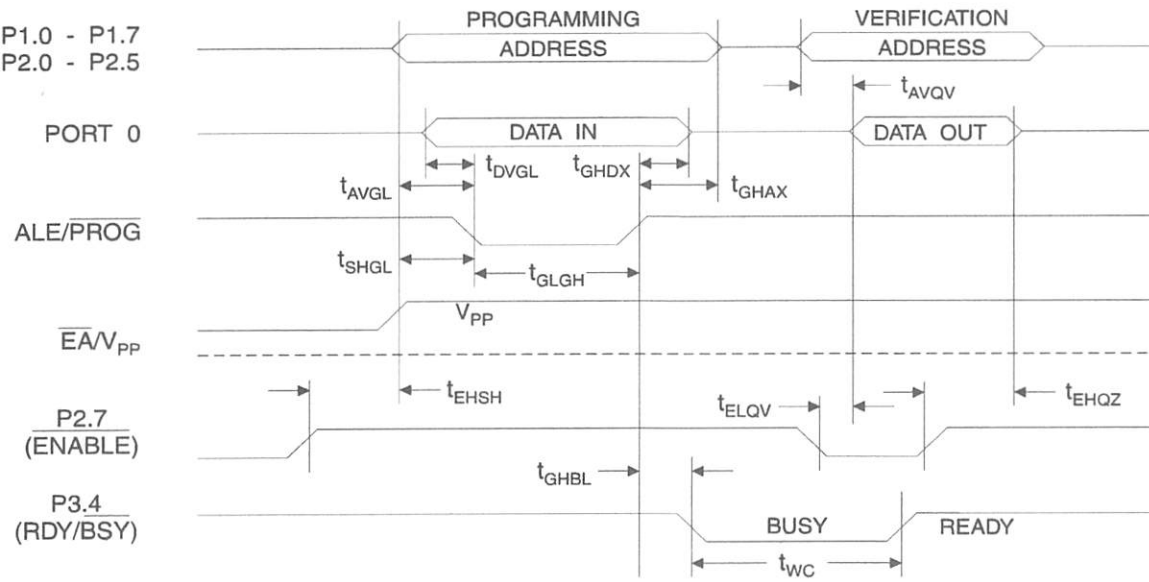 PROGRAMMING VERIFICATION
P1.0 - P1.7
P2.0 - P2.5
ADDRESS ADDRESS
tAVQV
PORT 0 DATA IN DATA OUT
tDVGL tGHDX
tAVGL tGHAX
ALE/PROG
tSHGL tGLGH
VPP
EA/VPP
tEHSH tELQV tEHQZ
P2.7
(ENABLE)
tGHBL
P3.4
(RDY/BSY)
BUSY READY
tWC